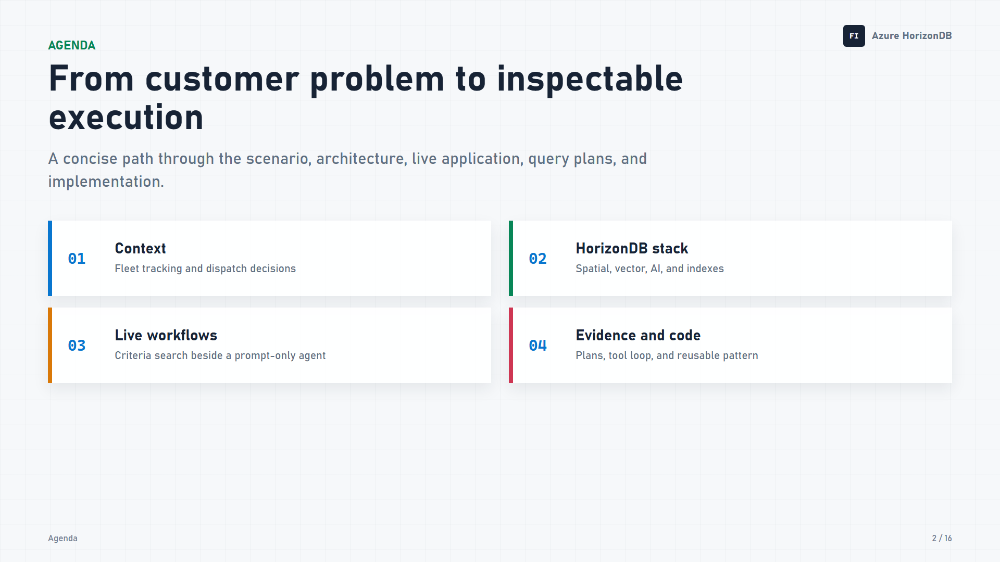 AGENDA
FI
Azure HorizonDB
From customer problem to inspectable
execution
A concise path through the scenario, architecture, live application, query plans, and
implementation.
01
Context
Fleet tracking and dispatch decisions
02
HorizonDB stack
Spatial, vector, AI, and indexes
03
Live workflows
Criteria search beside a prompt-only agent
04
Evidence and code
Plans, tool loop, and reusable pattern
Agenda
2 / 16